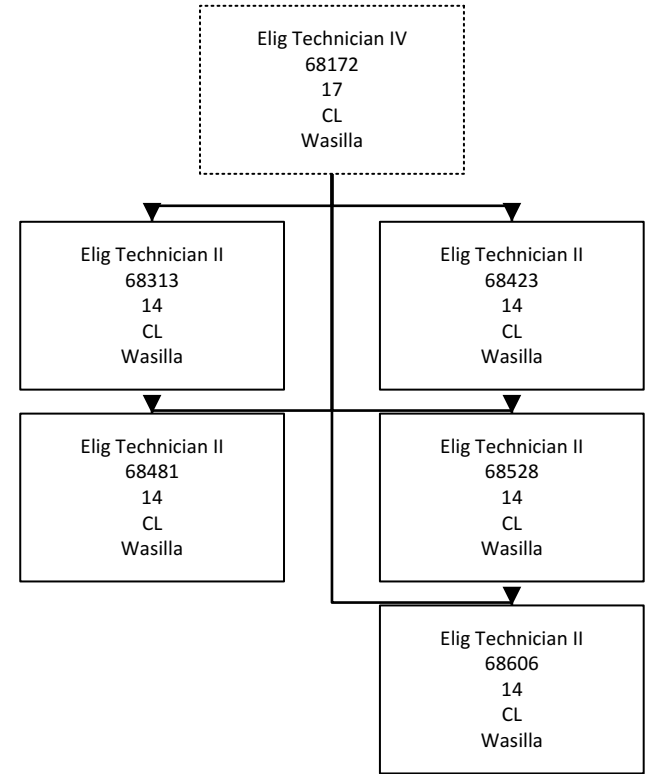 Elig Technician IV
68172
17
CL
Wasilla
Elig Technician II
68313
14
CL
Wasilla
Elig Technician II
68423
14
CL
Wasilla
Elig Technician II
68481
14
CL
Wasilla
Elig Technician II
68528
14
CL
Wasilla
Elig Technician II
68606
14
CL
Wasilla